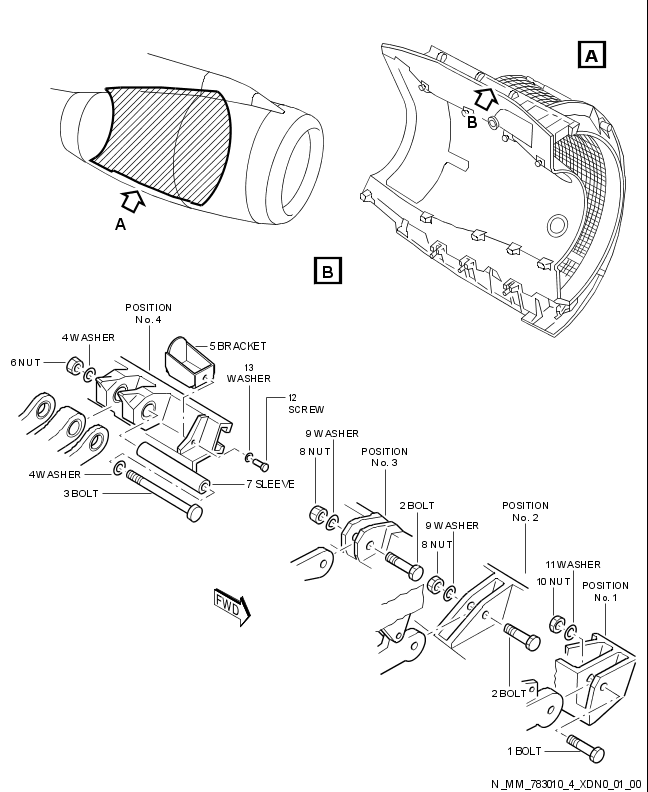 A
B
A
B
POSITION
No. 4
4 WASHER
5 BRACKET
6 NUT
13
WASHER
12
SCREW
9 WASHER
8 NUT
POSITION
No. 3
4 WASHER
7 SLEEVE
3 BOLT
2 BOLT
POSITION
No. 2
9 WASHER
8 NUT
11 WASHER
10 NUT
POSITION
No. 1
FWD
2 BOLT
1 BOLT
N_MM_783010_4_XDN0_01_00